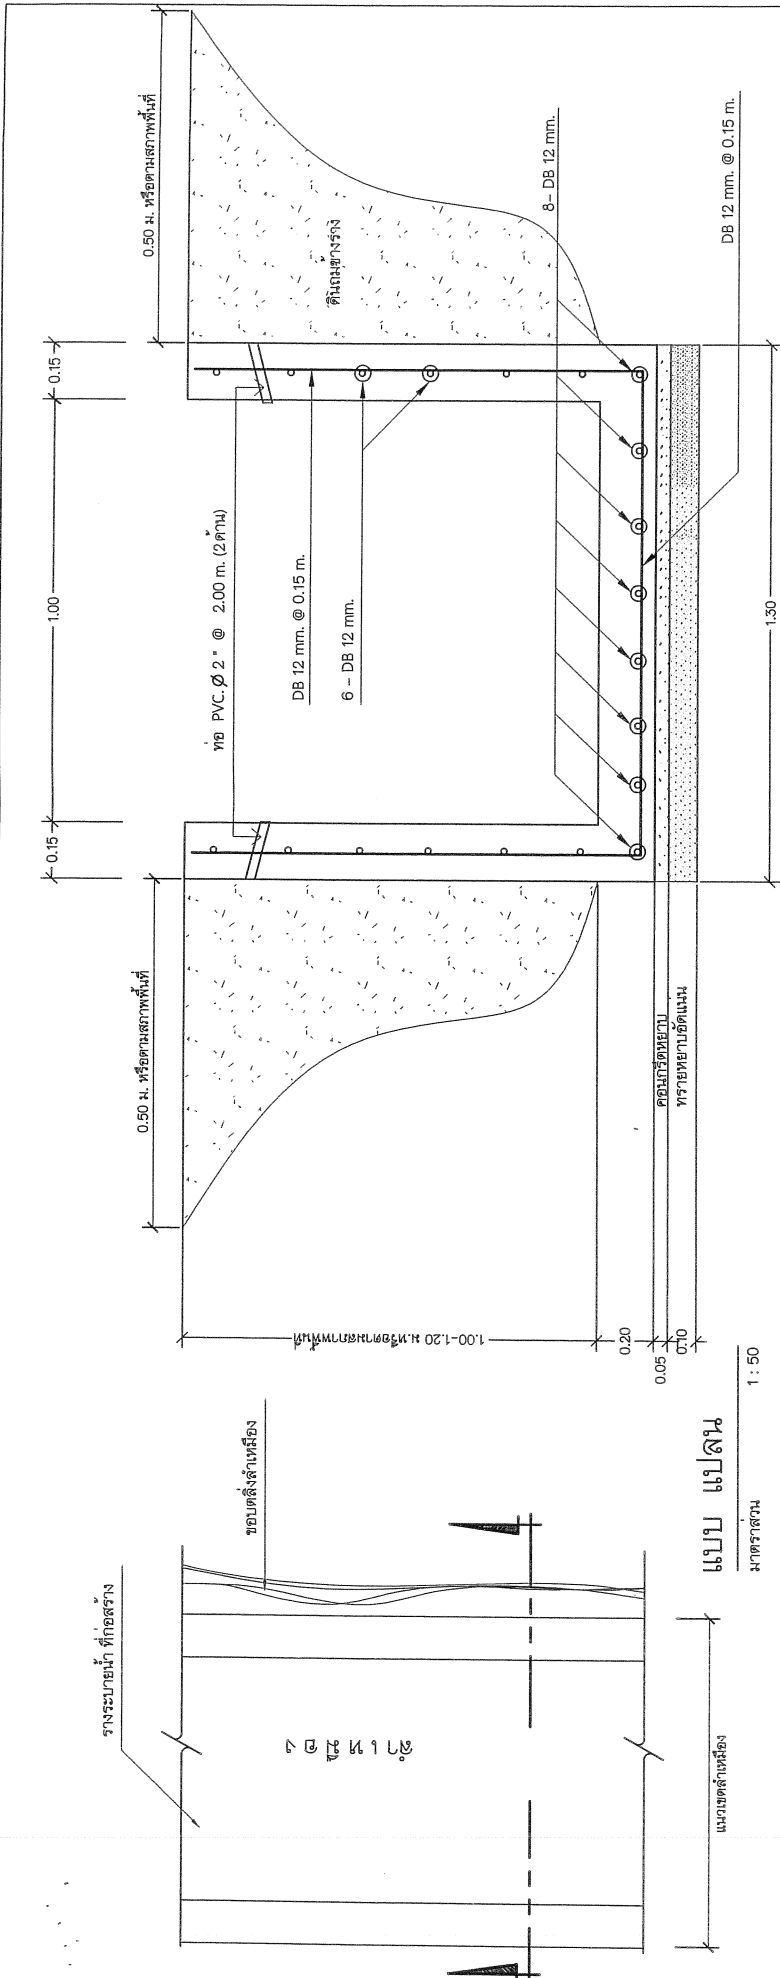 รางระบายน้ำ ที่ก่อสร้าง
ขอบตลิ่งลำเหมือง
ลำเหมือง
แนวเขตลำเหมือง
แบบ แปลน
มาตราส่วน 1 : 50
0.50 ม. หรือตามสภาพพื้นที่
0.15
1.00
0.15
0.50 ม. หรือตามสภาพพื้นที่
ท่อ PVC. Ø 2 " @ 2.00 m. (2ด้าน)
DB 12 mm. @ 0.15 m.
6 - DB 12 mm.
ดินถมข้างราง
8- DB 12 mm.
DB 12 mm. @ 0.15 m.
1.00-1.20 ม.หรือตามสภาพพื้นที่
0.20
0.05
0.10
คอนกรีตหยาบ
ทรายหยาบอัดแน่น
1.30